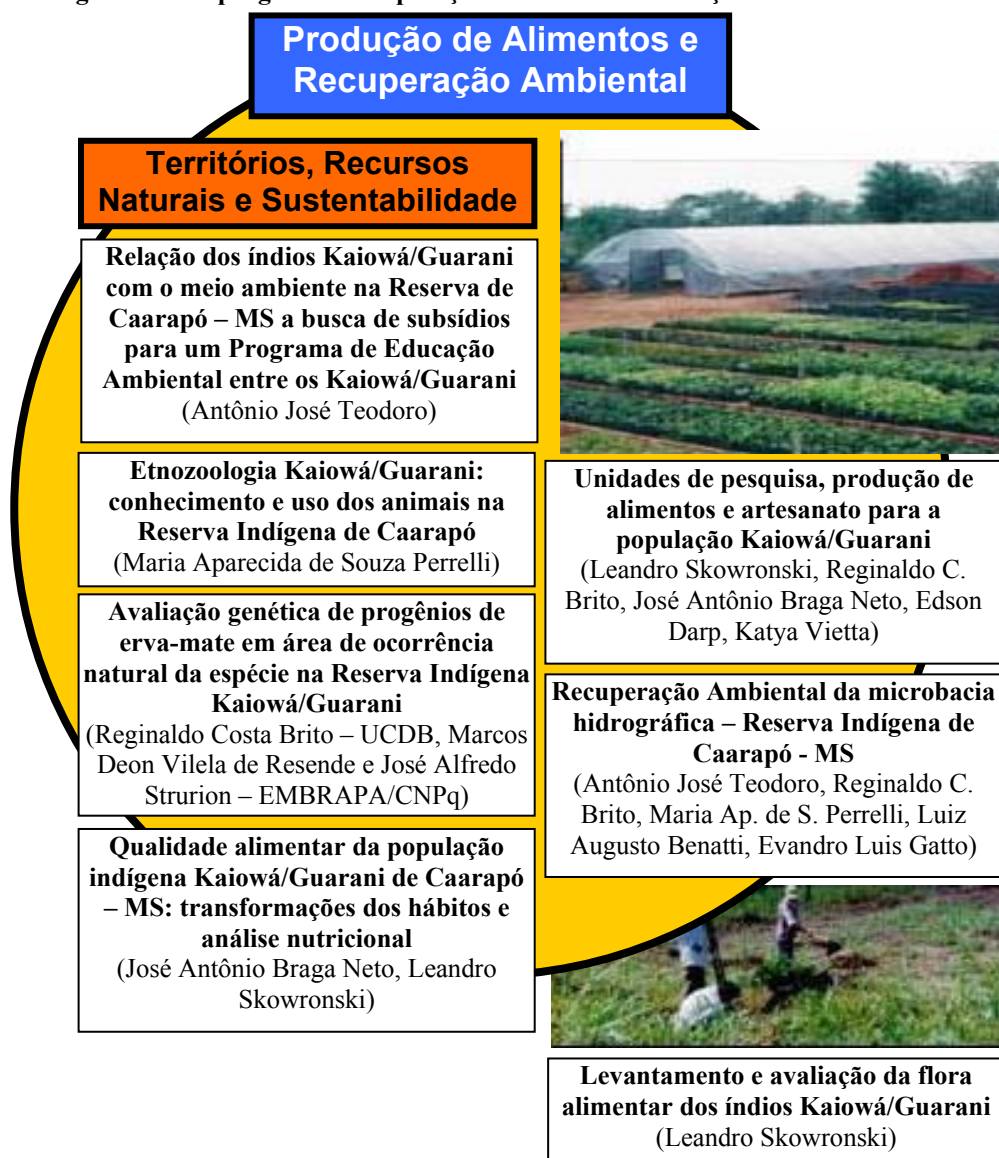 Produção de Alimentos e
Recuperação Ambiental
Territórios, Recursos
Naturais e Sustentabilidade
Relação dos índios Kaiowá/Guarani
com o meio ambiente na Reserva de
Caarapó – MS a busca de subsídios
para um Programa de Educação
Ambiental entre os Kaiowá/Guarani
(Antônio José Teodoro)
Etnozoologia Kaiowá/Guarani:
conhecimento e uso dos animais na
Reserva Indígena de Caarapó
(Maria Aparecida de Souza Perrelli)
Avaliação genética de progênios de
erva-mate em área de ocorrência
natural da espécie na Reserva Indígena
Kaiowá/Guarani
(Reginaldo Costa Brito – UCDB, Marcos
Deon Vilela de Resende e José Alfredo
Strurion – EMBRAPA/CNPq)
Qualidade alimentar da população
indígena Kaiowá/Guarani de Caarapó
– MS: transformações dos hábitos e
análise nutricional
(José Antônio Braga Neto, Leandro
Skowronski)
Unidades de pesquisa, produção de
alimentos e artesanato para a
população Kaiowá/Guarani
(Leandro Skowronski, Reginaldo C.
Brito, José Antônio Braga Neto, Edson
Darp, Katya Vietta)
Recuperação Ambiental da microbacia
hidrográfica – Reserva Indígena de
Caarapó - MS
(Antônio José Teodoro, Reginaldo C.
Brito, Maria Ap. de S. Perrelli, Luiz
Augusto Benatti, Evandro Luis Gatto)
Levantamento e avaliação da flora
alimentar dos índios Kaiowá/Guarani
(Leandro Skowronski)